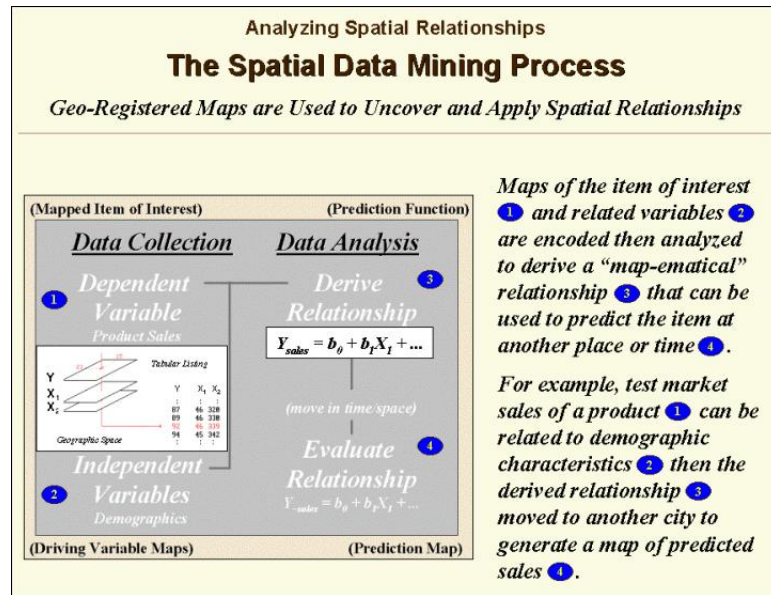 Analyzing Spatial Relationships
The Spatial Data Mining Process
Geo-Registered Maps are Used to Uncover and Apply Spatial Relationships
(Mapped Item of Interest)
(Prediction Function)
Data Collection
Data Analysis
1
Dependent
Variable
Product Sales
3
Derive
Relationship
Y
X1
X2
Tabular Listing
Y X1 X2
: : :
87 46 320
89 46 330
92 46 339
94 45 342
: : :
Geographic Space
Ysales = b0 + b1X1 + ...
(move in time/space)
2
Independent
Variables
Demographics
4
Evaluate
Relationship
Y~sales = b0 + b1X1 + ...
(Driving Variable Maps)
(Prediction Map)
Maps of the item of interest
1 and related variables 2
are encoded then analyzed
to derive a “map-ematical”
relationship 3 that can be
used to predict the item at
another place or time 4 .
For example, test market
sales of a product 1 can be
related to demographic
characteristics 2 then the
derived relationship 3
moved to another city to
generate a map of predicted
sales 4 .